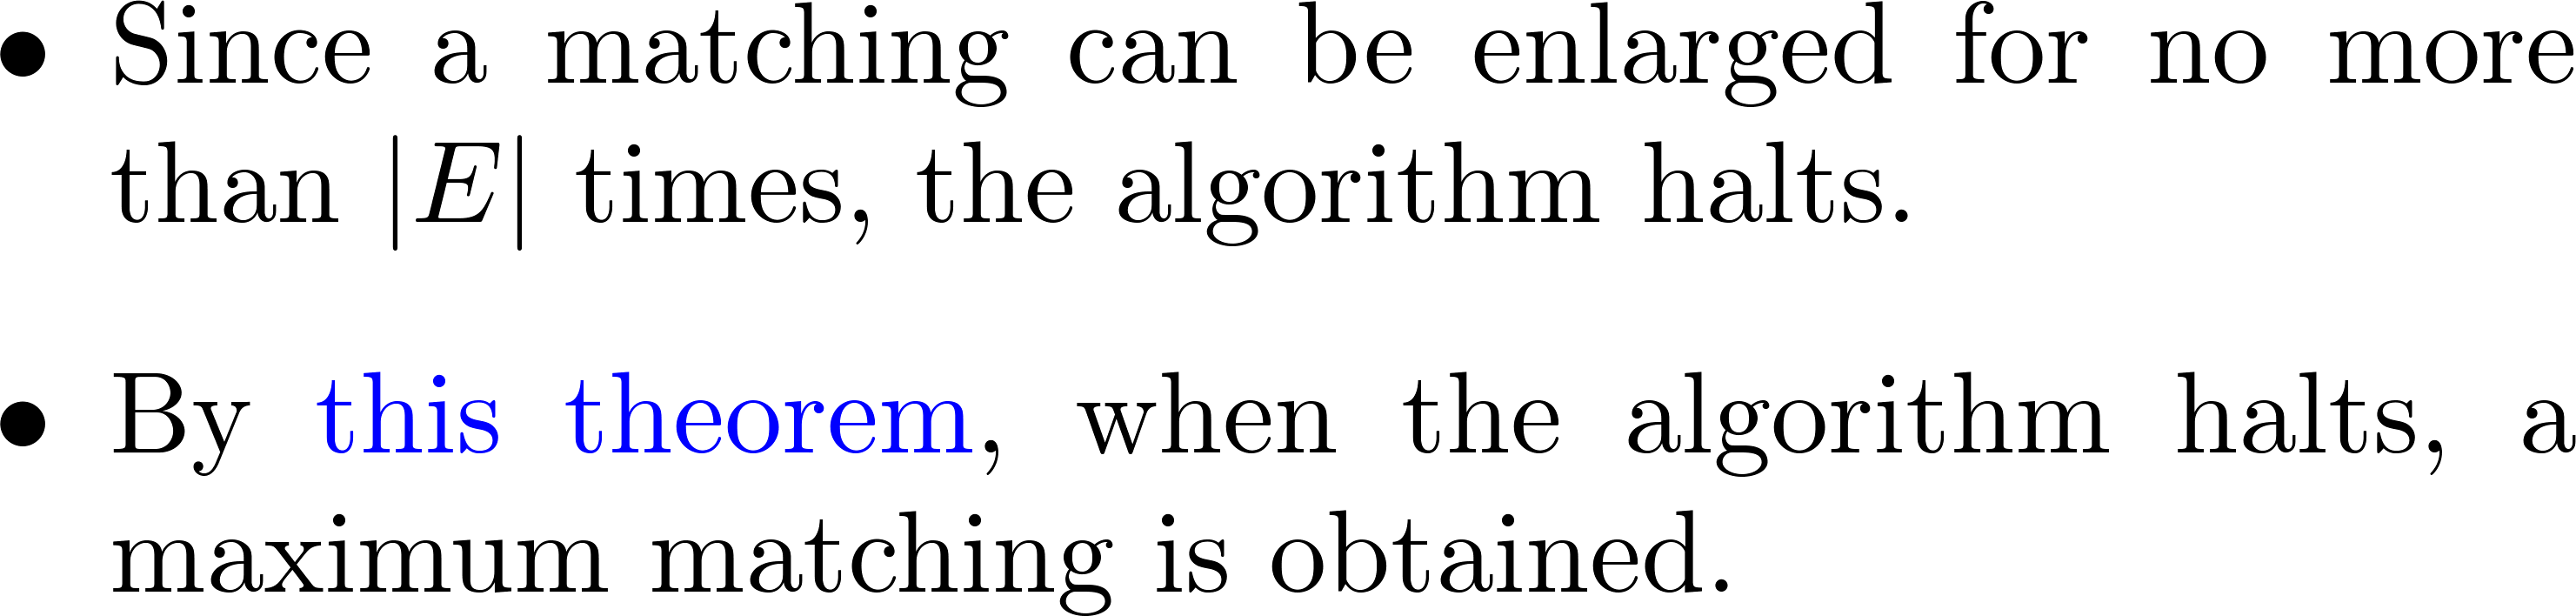 • Since a matching can be enlarged for no more
than |E| times, the algorithm halts.
• By this theorem, when the algorithm halts, a
maximum matching is obtained.